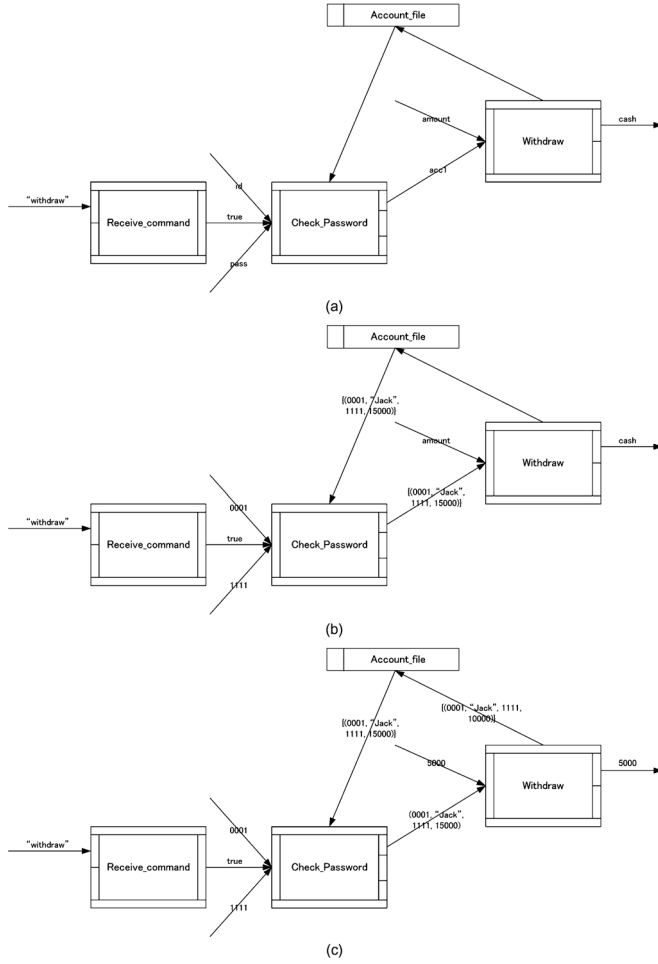 Account_file
amount
Withdraw
cash
acc1
id
"withdraw"
Receive_command
true
Check_Password
pass
(a)
Account_file
{(0001, "Jack",
1111, 15000)}
amount
Withdraw
cash
{(0001, "Jack",
1111, 15000)}
0001
"withdraw"
Receive_command
true
Check_Password
1111
(b)
Account_file
{(0001, "Jack", 1111,
10000)}
{(0001, "Jack",
1111, 15000)}
5000
Withdraw
5000
(0001, "Jack",
1111, 15000)
0001
"withdraw"
Receive_command
true
Check_Password
1111
(c)